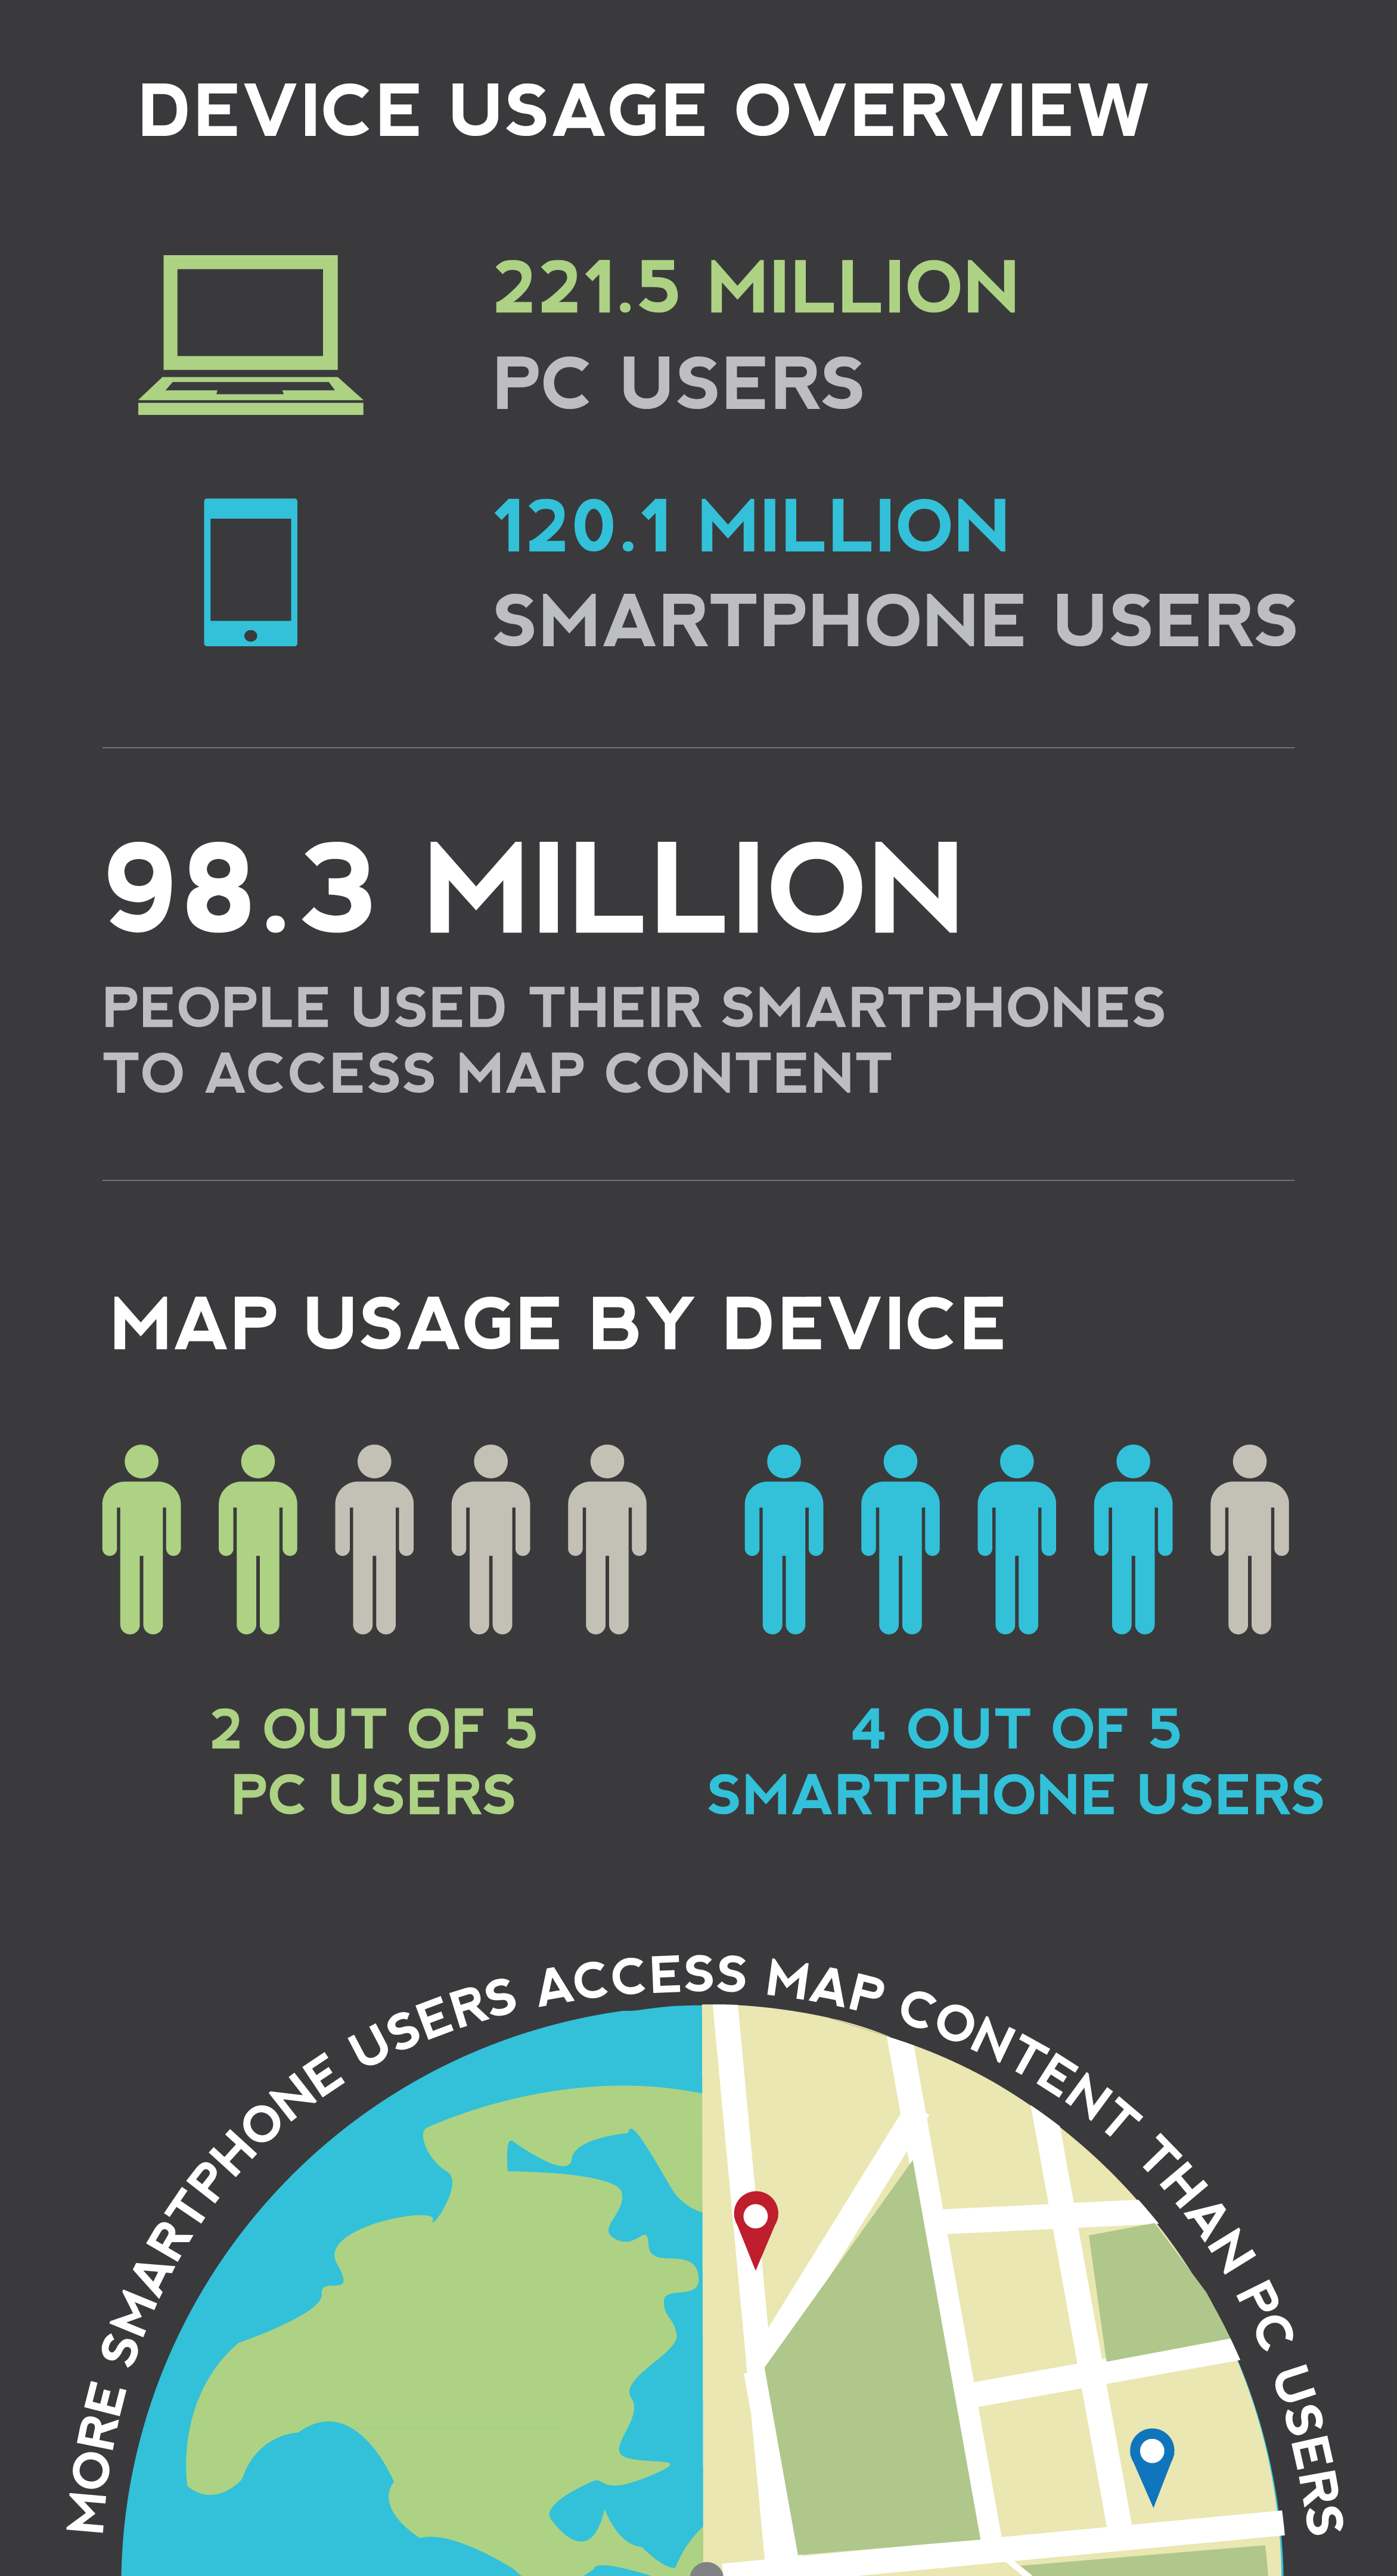 DEVICE USAGE OVERVIEW
221.5 MILLION
PC USERS
120.1 MILLION
SMARTPHONE USERS
98.3 MILLION
PEOPLE USED THEIR SMARTPHONES
TO ACCESS MAP CONTENT
MAP USAGE BY DEVICE
2 OUT OF 5
PC USERS
4 OUT OF 5
SMARTPHONE USERS
MORE SMARTPHONE USERS ACCESS MAP CONTENT THAN PC USERS